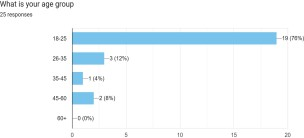 What is your age group
25 responses
18-25 19 (76%)
26-35 3 (12%)
35-45 1 (4%)
45-60 2 (8%)
60+ 0 (0%)
0 5 10 15 20